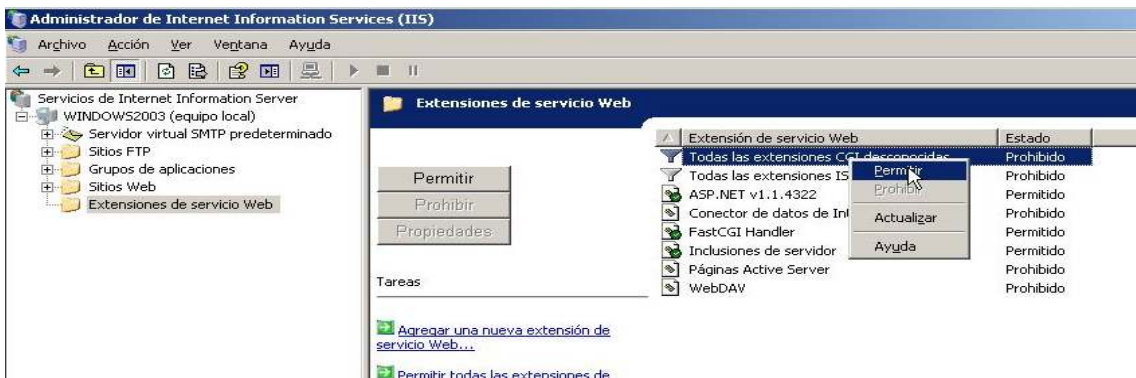 Administrador de Internet Information Services (IIS)
Archivo Acción Ver Ventana Ayuda
Servicios de Internet Information Server
WINDOWS2003 (equipo local)
Servidor virtual SMTP predeterminado
Sitios FTP
Grupos de aplicaciones
Sitios Web
Extensiones de servicio Web
Extensiones de servicio Web
Permitir
Prohibir
Propiedades
Tareas
Agregar una nueva extensión de
servicio Web...
Permitir todas las extensiones de
Extensión de servicio Web Estado
Todas las extensiones CGI desconocidas Prohibido
Todas las extensiones IS Prohibido
ASP.NET v1.1.4322 Permitido
Conector de datos de Prohibido
FastCGI Handler Permitido
Inclusiones de servidor Permitido
Páginas Active Server Prohibido
WebDAV Prohibido
Permitir
Prohibir
Actualizar
Ayuda